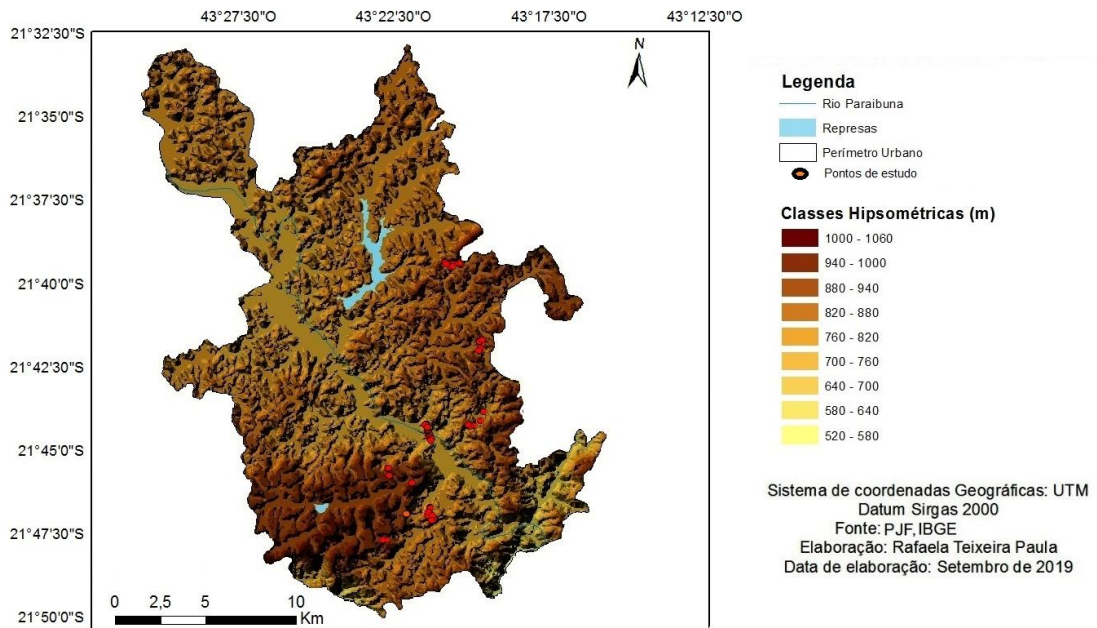 43°27'30"O
43°22'30"O
43°17'30"O
43°12'30"O
21°32'30"S
21°35'0"S
21°37'30"S
21°40'0"S
21°42'30"S
21°45'0"S
21°47'30"S
21°50'0"S
N
0 2,5 5 10
Km
Legenda
Rio Paraibuna
Represas
Perímetro Urbano
Pontos de estudo
Classes Hipsométricas (m)
1000 - 1060
940 - 1000
880 - 940
820 - 880
760 - 820
700 - 760
640 - 700
580 - 640
520 - 580
Sistema de coordenadas Geográficas: UTM
Datum Sirgas 2000
Fonte: PJF, IBGE
Elaboração: Rafaela Teixeira Paula
Data de elaboração: Setembro de 2019